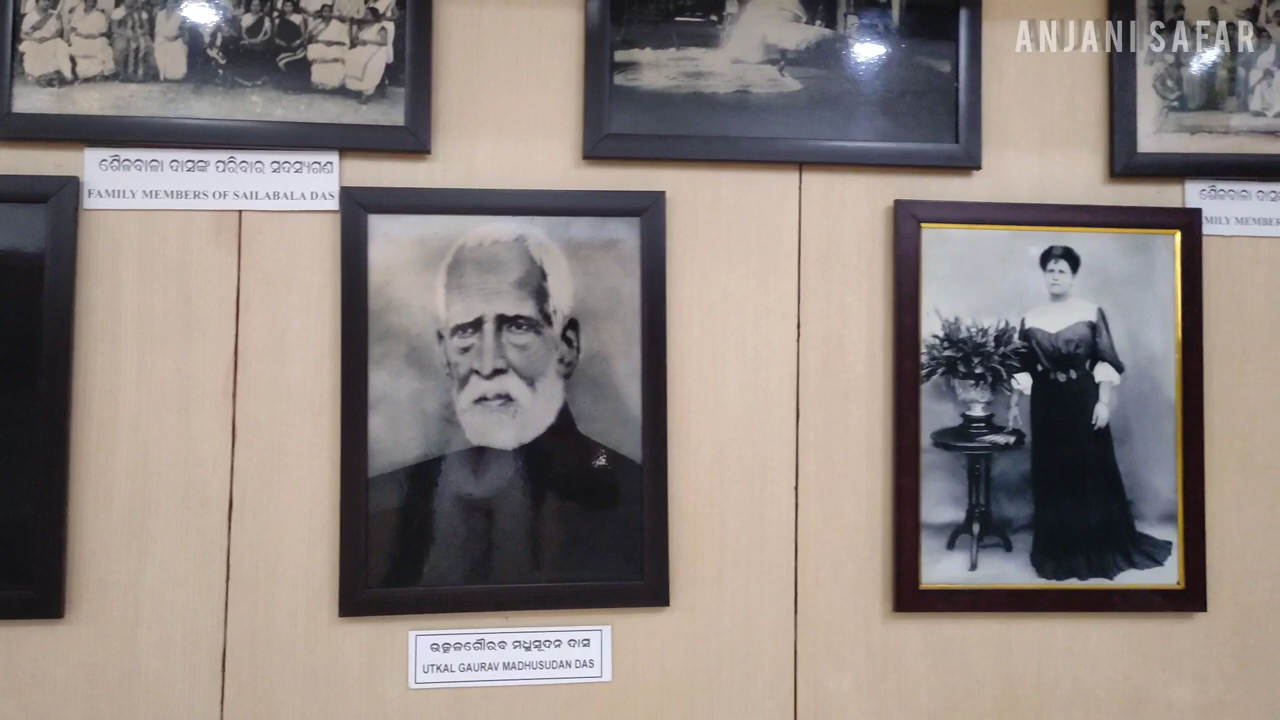 ANJANI SAFAR
ଶୈଳବାଳା ଦାସଙ୍କ ପରିବାର ସଦସ୍ୟଗଣ
FAMILY MEMBERS OF SAILABALA DAS
ଶୈଳବାଳା
ଉତ୍କଳଗୌରବ ମଧୁସୂଦନ ଦାସ
UTKAL GAURAV MADHUSUDAN DAS